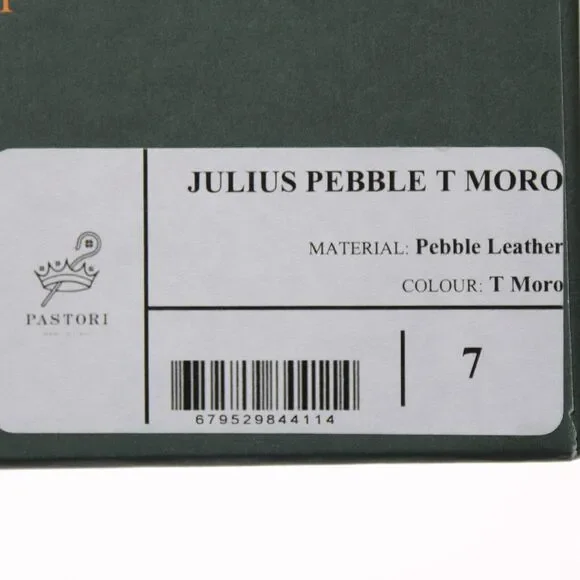 JULIUS PEBBLE T MORO
MATERIAL: Pebble Leather
COLOUR: T Moro
PASTORI
679529844114
7